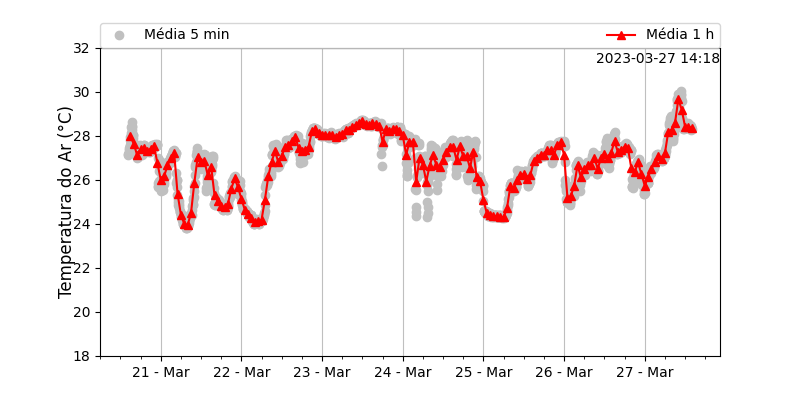 Média 5 min
Média 1 h
2023-03-27 14:18
Temperatura do Ar (°C)
32
30
28
26
24
22
20
18
21 - Mar
22 - Mar
23 - Mar
24 - Mar
25 - Mar
26 - Mar
27 - Mar